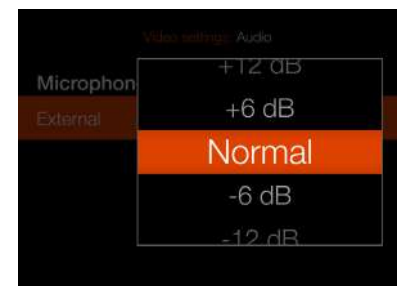 Video settings: Audio
+12 dB
Microphon
+6 dB
External
Normal
-6 dB
-12 dB